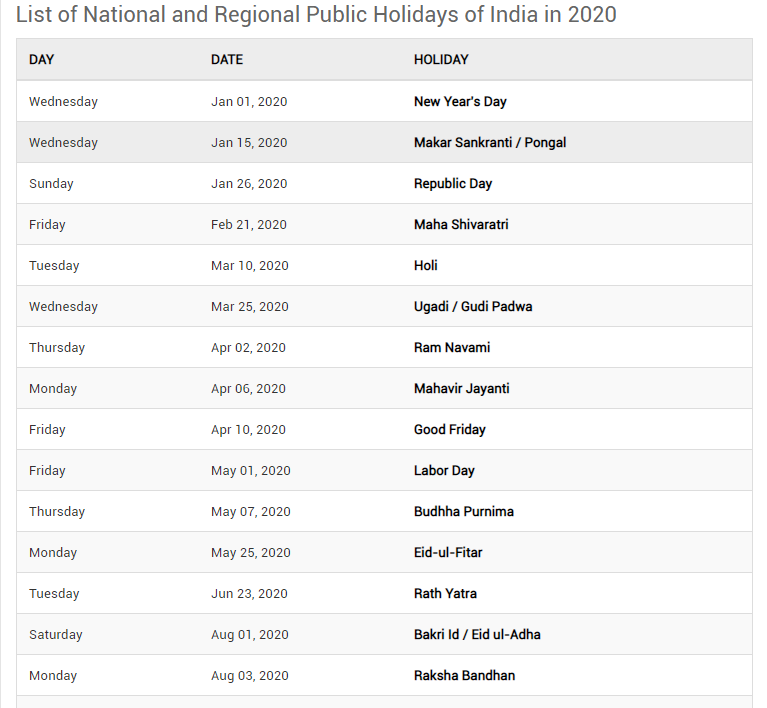 List of National and Regional Public Holidays of India in 2020
DAY DATE HOLIDAY
Wednesday Jan 01, 2020 New Year's Day
Wednesday Jan 15, 2020 Makar Sankranti / Pongal
Sunday Jan 26, 2020 Republic Day
Friday Feb 21, 2020 Maha Shivaratri
Tuesday Mar 10, 2020 Holi
Wednesday Mar 25, 2020 Ugadi / Gudi Padwa
Thursday Apr 02, 2020 Ram Navami
Monday Apr 06, 2020 Mahavir Jayanti
Friday Apr 10, 2020 Good Friday
Friday May 01, 2020 Labor Day
Thursday May 07, 2020 Budhha Purnima
Monday May 25, 2020 Eid-ul-Fitar
Tuesday Jun 23, 2020 Rath Yatra
Saturday Aug 01, 2020 Bakri Id / Eid ul-Adha
Monday Aug 03, 2020 Raksha Bandhan